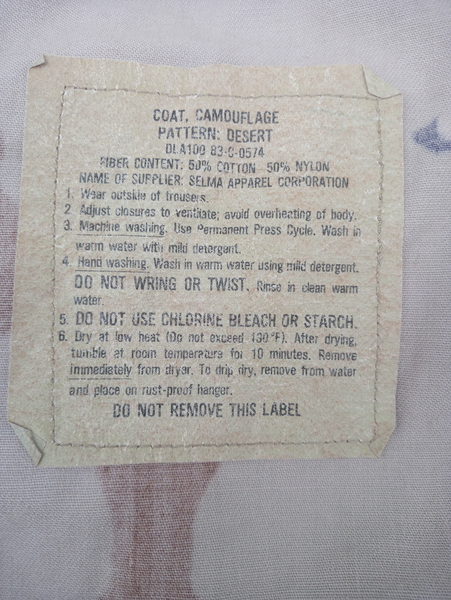 COAT, CAMOUFLAGE
PATTERN: DESERT
DLA100 83-C-0574
FIBER CONTENT: 50% COTTON 50% NYLON
NAME OF SUPPLIER: SELMA APPAREL CORPORATION
1. Wear outside of trousers.
2 Adjust closures to ventilate; avoid overheating of body.
3. Machine washing. Use Permanent Press Cycle. Wash in
warm water with mild detergent.
4. Hand washing. Wash in warm water using mild detergent.
DO NOT WRING OR TWIST. Rinse in clean warm
water.
5. DO NOT USE CHLORINE BLEACH OR STARCH.
6. Dry at low heat (Do not exceed 130°F). After drying,
tumble at room temperature for 10 minutes. Remove
immediately from dryer. To drip dry, remove from water
and place on rust-proof hanger.
DO NOT REMOVE THIS LABEL